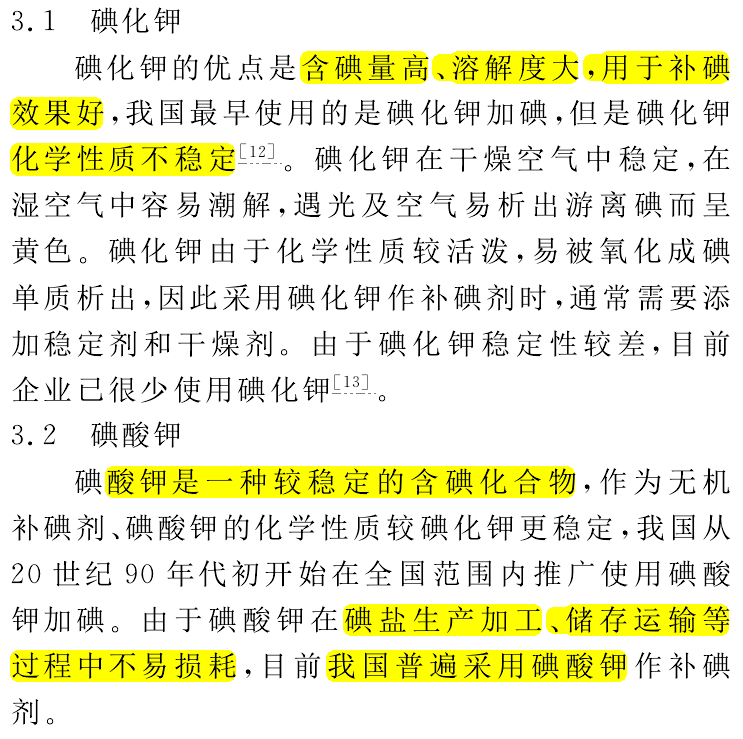 3.1 碘化钾
碘化钾的优点是含碘量高、溶解度大,用于补碘
效果好,我国最早使用的是碘化钾加碘,但是碘化钾
化学性质不稳定[12]。碘化钾在干燥空气中稳定,在
湿空气中容易潮解,遇光及空气易析出游离碘而呈
黄色。碘化钾由于化学性质较活泼,易被氧化成碘
单质析出,因此采用碘化钾作补碘剂时,通常需要添
加稳定剂和干燥剂。由于碘化钾稳定性较差,目前
企业已很少使用碘化钾[13]。
3.2 碘酸钾
碘酸钾是一种较稳定的含碘化合物,作为无机
补碘剂、碘酸钾的化学性质较碘化钾更稳定,我国从
20世纪90年代初开始在全国范围内推广使用碘酸
钾加碘。由于碘酸钾在碘盐生产加工、储存运输等
过程中不易损耗,目前我国普遍采用碘酸钾作补碘
剂。